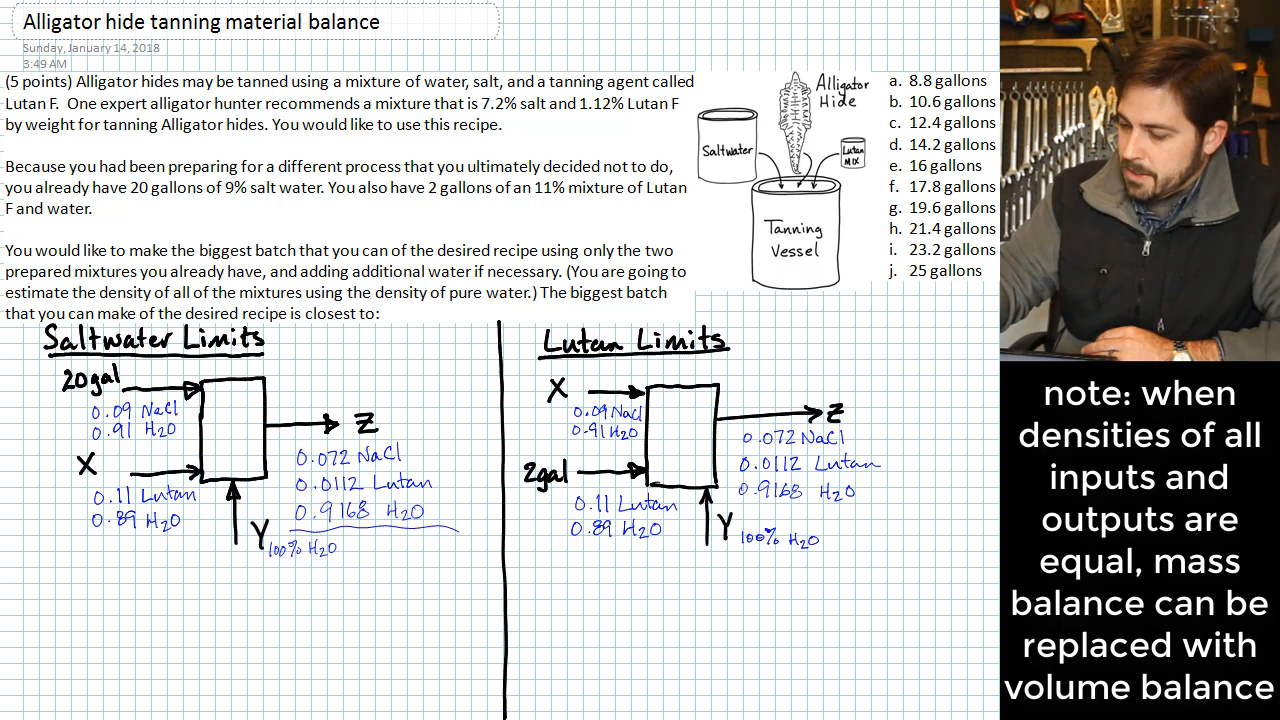 Alligator hide tanning material balance
Sunday, January 14, 2018
3:49 AM
(5 points) Alligator hides may be tanned using a mixture of water, salt, and a tanning agent called
Lutan F.  One expert alligator hunter recommends a mixture that is 7.2% salt and 1.12% Lutan F
by weight for tanning Alligator hides. You would like to use this recipe.
Because you had been preparing for a different process that you ultimately decided not to do,
you already have 20 gallons of 9% salt water. You also have 2 gallons of an 11% mixture of Lutan
F and water.
You would like to make the biggest batch that you can of the desired recipe using only the two
prepared mixtures you already have, and adding additional water if necessary. (You are going to
estimate the density of all of the mixtures using the density of pure water.) The biggest batch
that you can make of the desired recipe is closest to:
Alligator
Hide
Saltwater
Lutan
MIX
Tanning
Vessel
a. 8.8 gallons
b. 10.6 gallons
c. 12.4 gallons
d. 14.2 gallons
e. 16 gallons
f. 17.8 gallons
g. 19.6 gallons
h. 21.4 gallons
i. 23.2 gallons
j. 25 gallons
Saltwater Limits
20gal
0.09 NaCl
0.91 H2O
X
0.11 Lutan
0.89 H2O
Z
0.072 NaCl
0.0112 Lutan
0.9168 H2O
Y
100% H2O
Lutan Limits
X
0.09 NaCl
0.91 H2O
2gal
0.11 Lutan
0.89 H2O
Z
0.072 NaCl
0.0112 Lutan
0.9168 H2O
Y
100% H2O
note: when
densities of all
inputs and
outputs are
equal, mass
balance can be
replaced with
volume balance